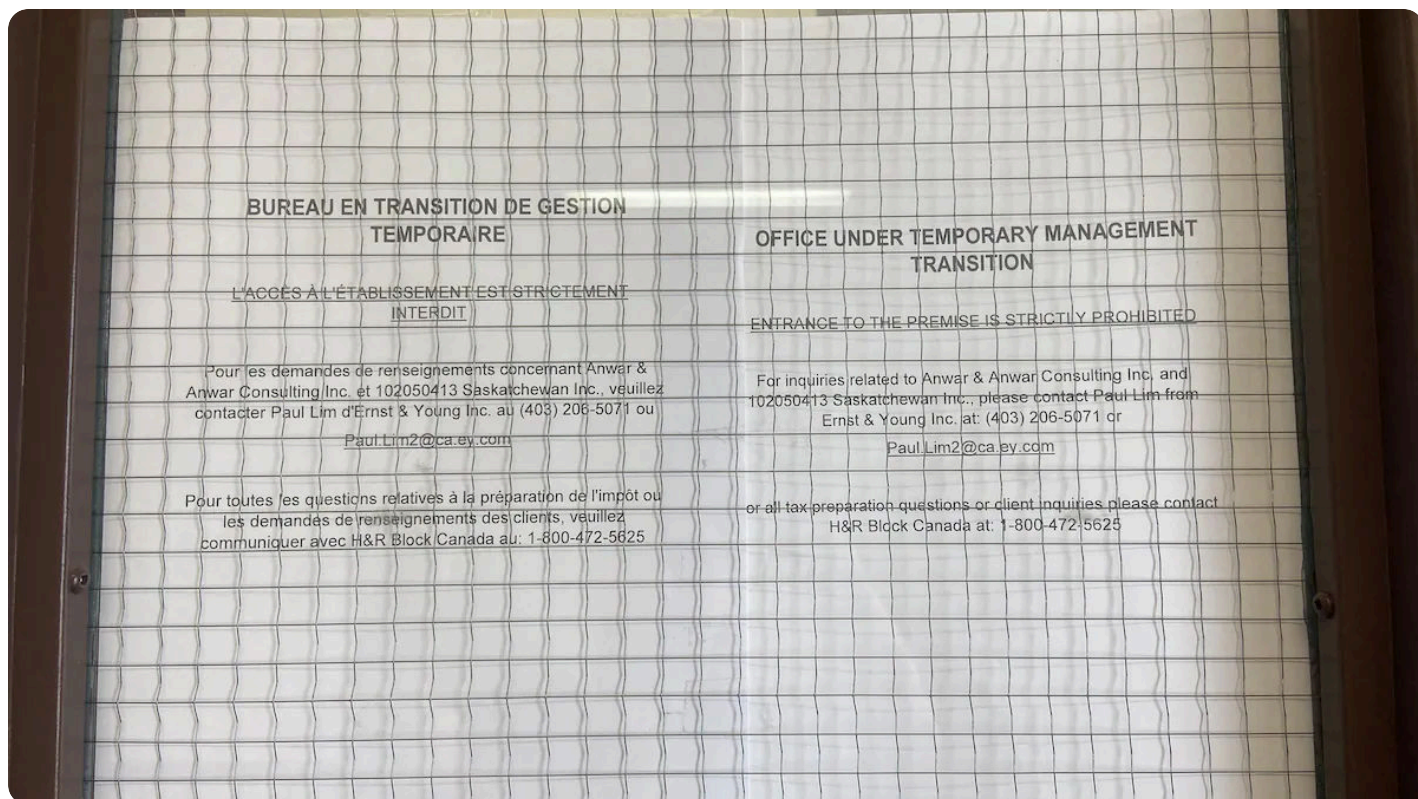 BUREAU EN TRANSITION DE GESTION
TEMPORAIRE
L'ACCÈS À L'ÉTABLISSEMENT EST STRICTEMENT
INTERDIT
Pour les demandes de renseignements concernant Anwar &
Anwar Consulting Inc. et 102050413 Saskatchewan Inc., veuillez
contacter Paul Lim d'Ernst & Young Inc. au (403) 206-5071 ou
Paul.Lim2@ca.ey.com
Pour toutes les questions relatives à la préparation de l'impôt ou
les demandes de renseignements des clients, veuillez
communiquer avec H&R Block Canada au: 1-800-472-5625
OFFICE UNDER TEMPORARY MANAGEMENT
TRANSITION
ENTRANCE TO THE PREMISE IS STRICTLY PROHIBITED
For inquiries related to Anwar & Anwar Consulting Inc. and
102050413 Saskatchewan Inc., please contact Paul Lim from
Ernst & Young Inc. at: (403) 206-5071 or
Paul.Lim2@ca.ey.com
or all tax preparation questions or client inquiries please contact
H&R Block Canada at: 1-800-472-5625